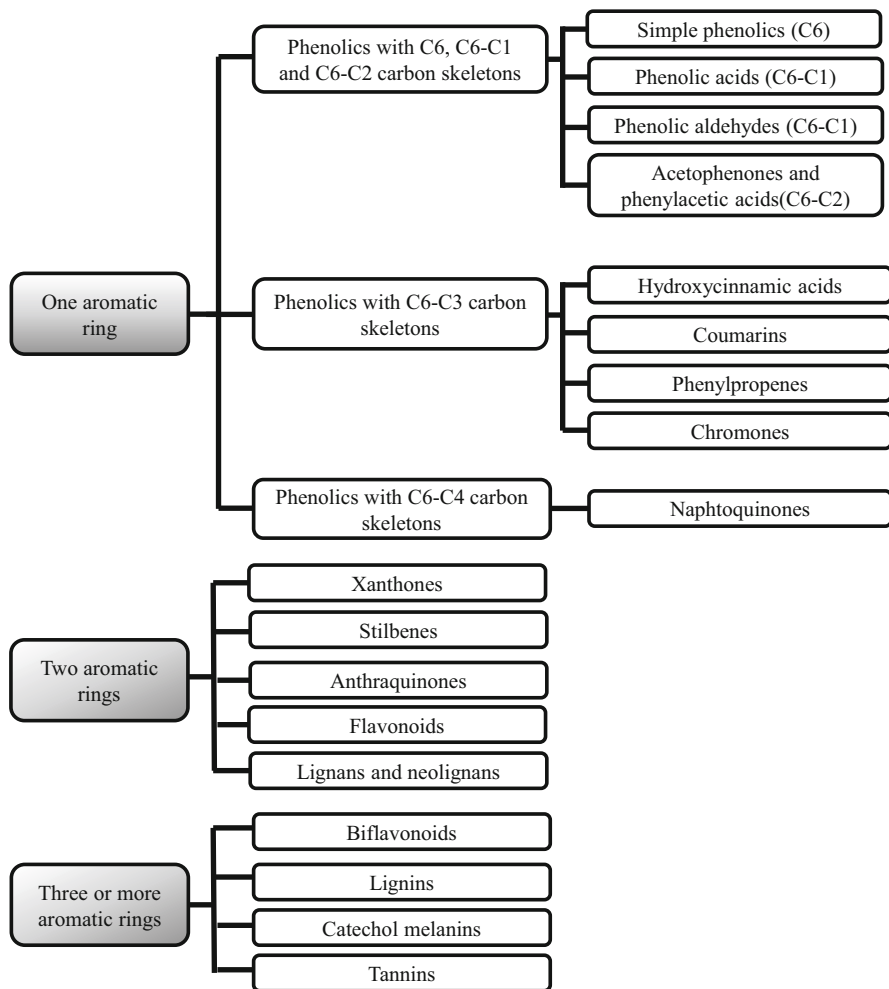 One aromatic
ring
Phenolics with C6, C6-C1
and C6-C2 carbon skeletons
Simple phenolics (C6)
Phenolic acids (C6-C1)
Phenolic aldehydes (C6-C1)
Acetophenones and
phenylacetic acids(C6-C2)
Phenolics with C6-C3 carbon
skeletons
Hydroxycinnamic acids
Coumarins
Phenylpropenes
Chromones
Phenolics with C6-C4 carbon
skeletons
Naphtoquinones
Two aromatic
rings
Xanthones
Stilbenes
Anthraquinones
Flavonoids
Lignans and neolignans
Three or more
aromatic rings
Biflavonoids
Lignins
Catechol melanins
Tannins